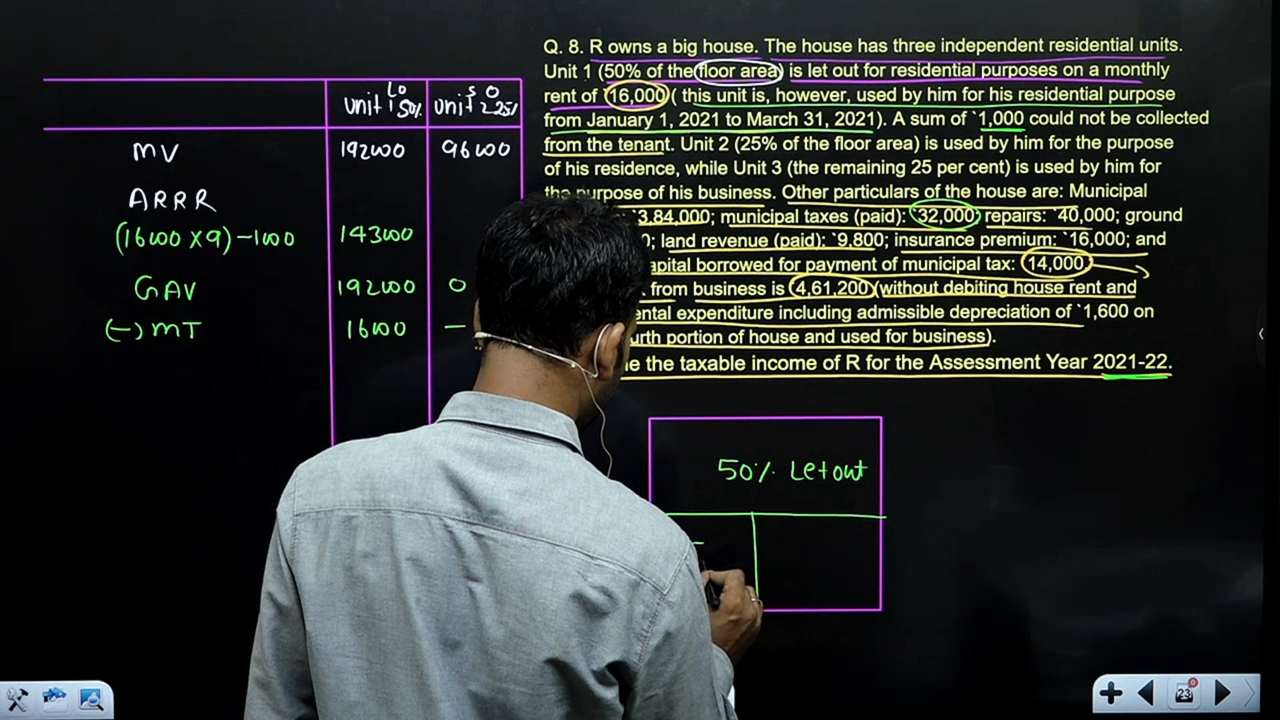 Q. 8. R owns a big house. The house has three independent residential units.
Unit 1 (50% of the floor area) is let out for residential purposes on a monthly
rent of `16,000 ( this unit is, however, used by him for his residential purpose
from January 1, 2021 to March 31, 2021). A sum of `1,000 could not be collected
from the tenant. Unit 2 (25% of the floor area) is used by him for the purpose
of his residence, while Unit 3 (the remaining 25 per cent) is used by him for
the purpose of his business. Other particulars of the house are: Municipal
3,84,000; municipal taxes (paid): `32,000; repairs: `40,000; ground
0; land revenue (paid): `9,800; insurance premium: `16,000; and
apital borrowed for payment of municipal tax: 14,000
from business is `4,61,200 (without debiting house rent and
ental expenditure including admissible depreciation of `1,600 on
urth portion of house and used for business).
e the taxable income of R for the Assessment Year 2021-22.
LO SO
unit 1 50% unit 2 25%
MV 192000 96000
ARRR
(16000 x 9) - 1000 143000
GAV 192000 0
(-) MT 16000 —
50% Letout
23
0